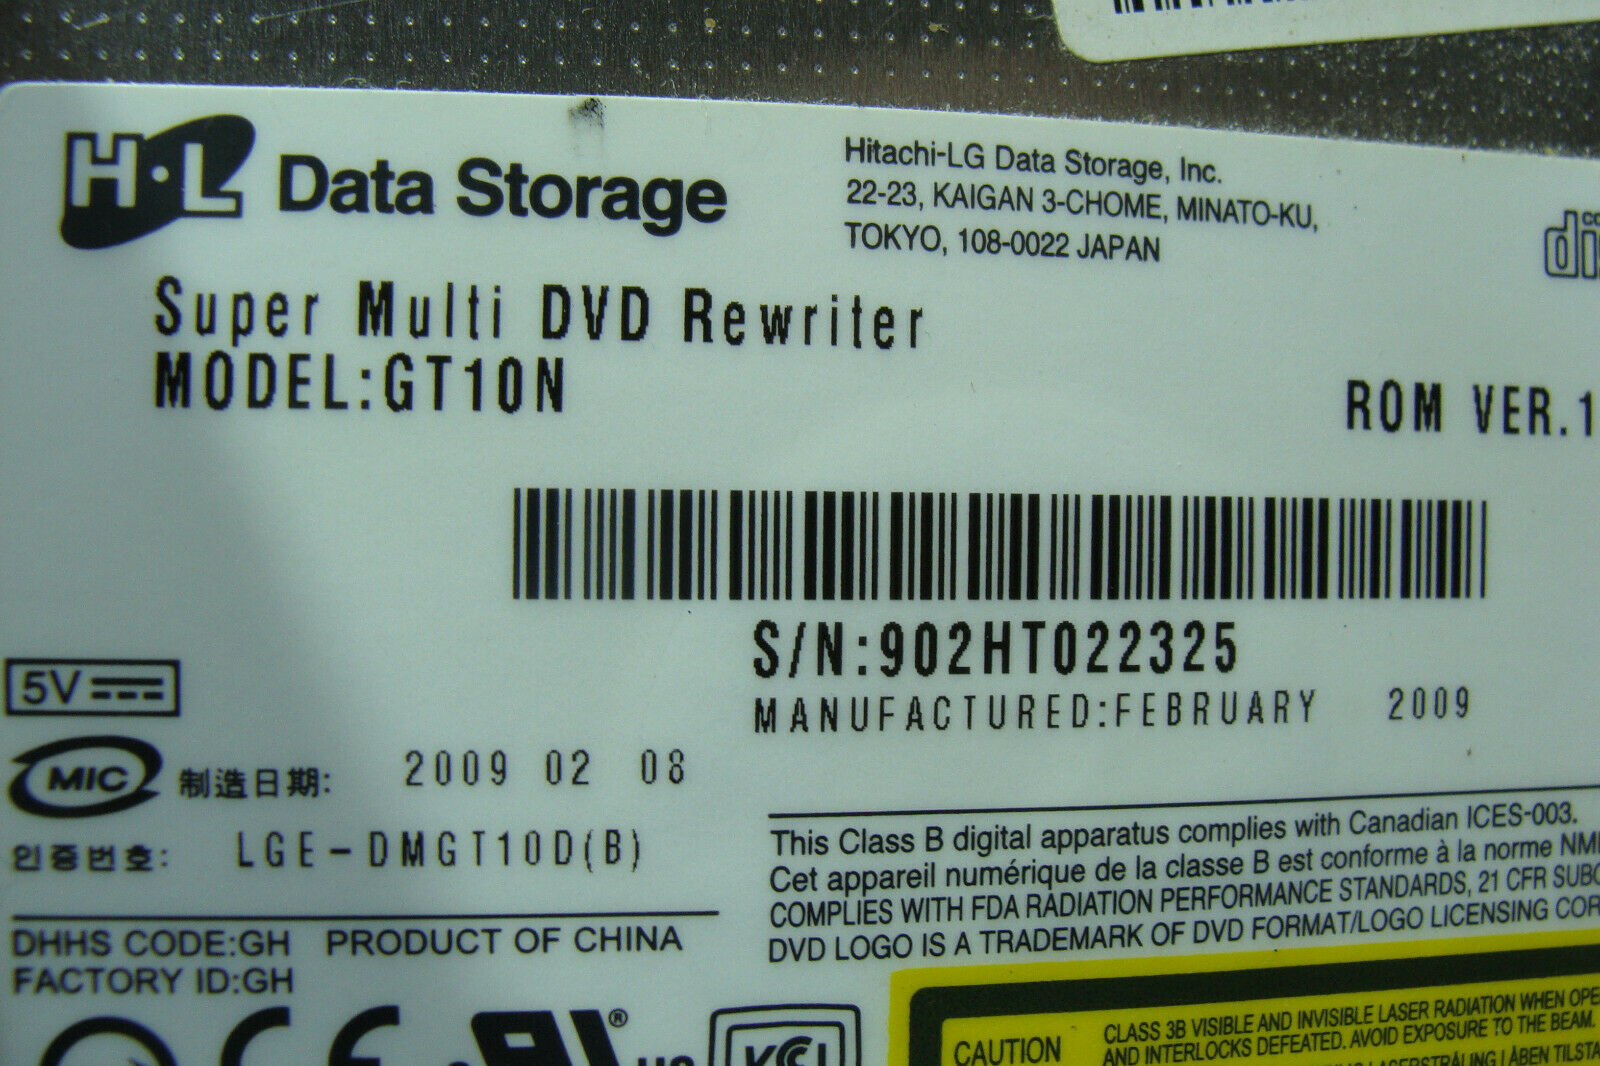 H·L Data Storage
Hitachi-LG Data Storage, Inc.
22-23, KAIGAN 3-CHOME, MINATO-KU,
TOKYO, 108-0022 JAPAN
Super Multi DVD Rewriter
MODEL:GT10N
ROM VER.1
S/N:902HT022325
MANUFACTURED:FEBRUARY 2009
5V
MIC 制造日期: 2009 02 08
인증번호: LGE-DMGT10D(B)
This Class B digital apparatus complies with Canadian ICES-003.
Cet appareil numérique de la classe B est conforme à la norme
COMPLIES WITH FDA RADIATION PERFORMANCE STANDARDS, 21 CFR
DVD LOGO IS A TRADEMARK OF DVD FORMAT/LOGO LICENSING
DHHS CODE:GH PRODUCT OF CHINA
FACTORY ID:GH
CE
®
CAUTION
CLASS 3B VISIBLE AND INVISIBLE LASER RADIATION WHEN
AND INTERLOCKS DEFEATED. AVOID EXPOSURE TO THE BEAM.